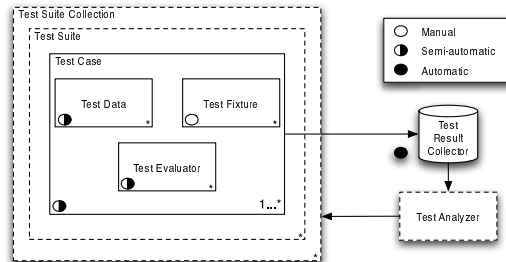 Test Suite Collection
Test Suite
Test Case
Test Data
*
Test Fixture
*
Test Evaluator
*
1...*
*
*
Manual
Semi-automatic
Automatic
Test
Result
Collector
Test Analyzer